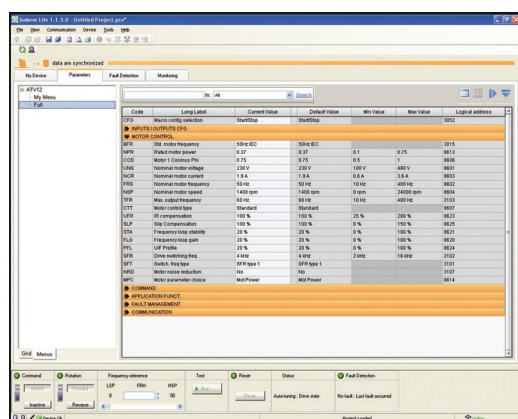 SoMove Lite 1.1.5.0 - Untitled Project.psx*
File View Communication Device Tools Help
data are synchronized
My Device Parameters Fault Detection Monitoring
ATV12
My Menu
Full
In: All Search
Code Long Label Current Value Default Value Min Value Max Value Logical address
CFG Macro config selection Start/Stop Start/Stop 3052
INPUTS / OUTPUTS CFG
MOTOR CONTROL
BFR Std. motor frequency 50Hz IEC 50Hz IEC 3015
NPR Rated motor power 0.37 0.37 0.1 0.75 9613
COS Motor 1 Cosinus Phi 0.75 0.75 0.5 1 9606
UNS Nominal motor voltage 230 V 230 V 100 V 480 V 9601
NCR Nominal motor current 1.9 A 1.9 A 0.6 A 3.6 A 9603
FRS Nominal motor frequency 50 Hz 50 Hz 10 Hz 400 Hz 9602
NSP Nominal motor speed 1400 rpm 1400 rpm 0 rpm 24000 rpm 9604
TFR Max. output frequency 60 Hz 60 Hz 10 Hz 400 Hz 3103
CTT Motor control type Standard Standard 9607
UFR IR compensation 100 % 100 % 25 % 200 % 9623
SLP Slip Compensation 100 % 100 % 0 % 150 % 9625
STA Frequency loop stability 20 % 20 % 0 % 100 % 9621
FLG Frequency loop gain 20 % 20 % 0 % 100 % 9620
PFL U/F Profile 20 % 20 % 0 % 100 % 9624
SFR Drive switching freq 4 kHz 4 kHz 2 kHz 16 kHz 3102
SFT Switch. freq type SFR type 1 SFR type 1 3101
NRD Motor noise reduction No No 3107
MPC Motor parameter choice Mot Power Mot Power 9614
COMMAND
APPLICATION FUNCT.
FAULT MANAGEMENT
COMMUNICATION
Grid Menus
Command Rotation Frequency reference Test Reset Status Fault Detection
Active Forward LSP FRH HSP Run
0 50 Reset Auto-tuning : Drive state No fault : Last fault occurred
Inactive Reverse
Project Loaded